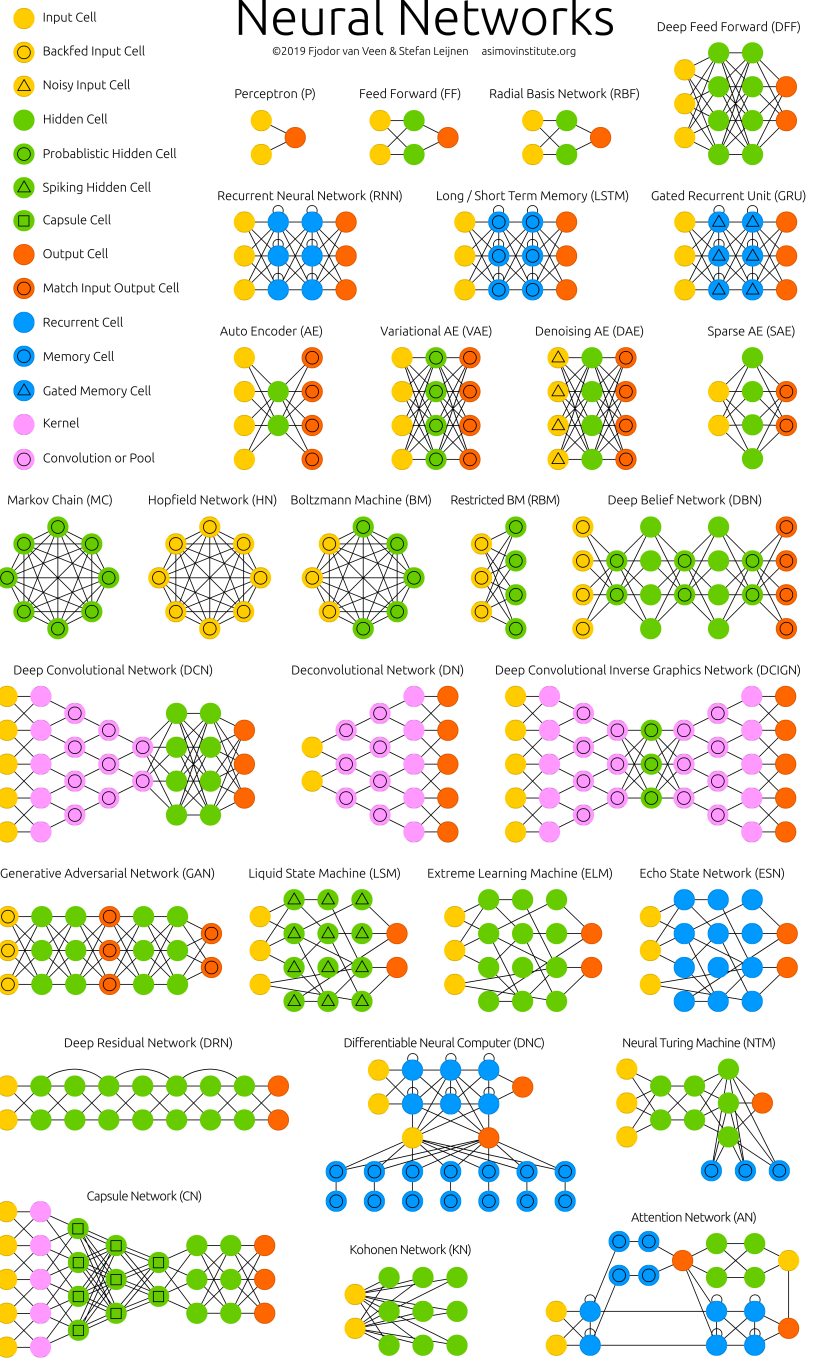 Neural Networks
©2019 Fjodor van Veen & Stefan Leijnen asimovinstitute.org
Input Cell
Backfed Input Cell
Noisy Input Cell
Hidden Cell
Probablistic Hidden Cell
Spiking Hidden Cell
Capsule Cell
Output Cell
Match Input Output Cell
Recurrent Cell
Memory Cell
Gated Memory Cell
Kernel
Convolution or Pool
Deep Feed Forward (DFF)
Perceptron (P)
Feed Forward (FF)
Radial Basis Network (RBF)
Recurrent Neural Network (RNN)
Long / Short Term Memory (LSTM)
Gated Recurrent Unit (GRU)
Auto Encoder (AE)
Variational AE (VAE)
Denoising AE (DAE)
Sparse AE (SAE)
Markov Chain (MC)
Hopfield Network (HN)
Boltzmann Machine (BM)
Restricted BM (RBM)
Deep Belief Network (DBN)
Deep Convolutional Network (DCN)
Deconvolutional Network (DN)
Deep Convolutional Inverse Graphics Network (DCIGN)
Generative Adversarial Network (GAN)
Liquid State Machine (LSM)
Extreme Learning Machine (ELM)
Echo State Network (ESN)
Deep Residual Network (DRN)
Differentiable Neural Computer (DNC)
Neural Turing Machine (NTM)
Capsule Network (CN)
Kohonen Network (KN)
Attention Network (AN)